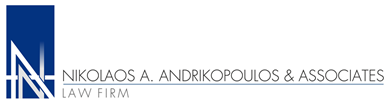 NIKOLAOS A. ANDRIKOPOULOS & ASSOCIATES
LAW FIRM